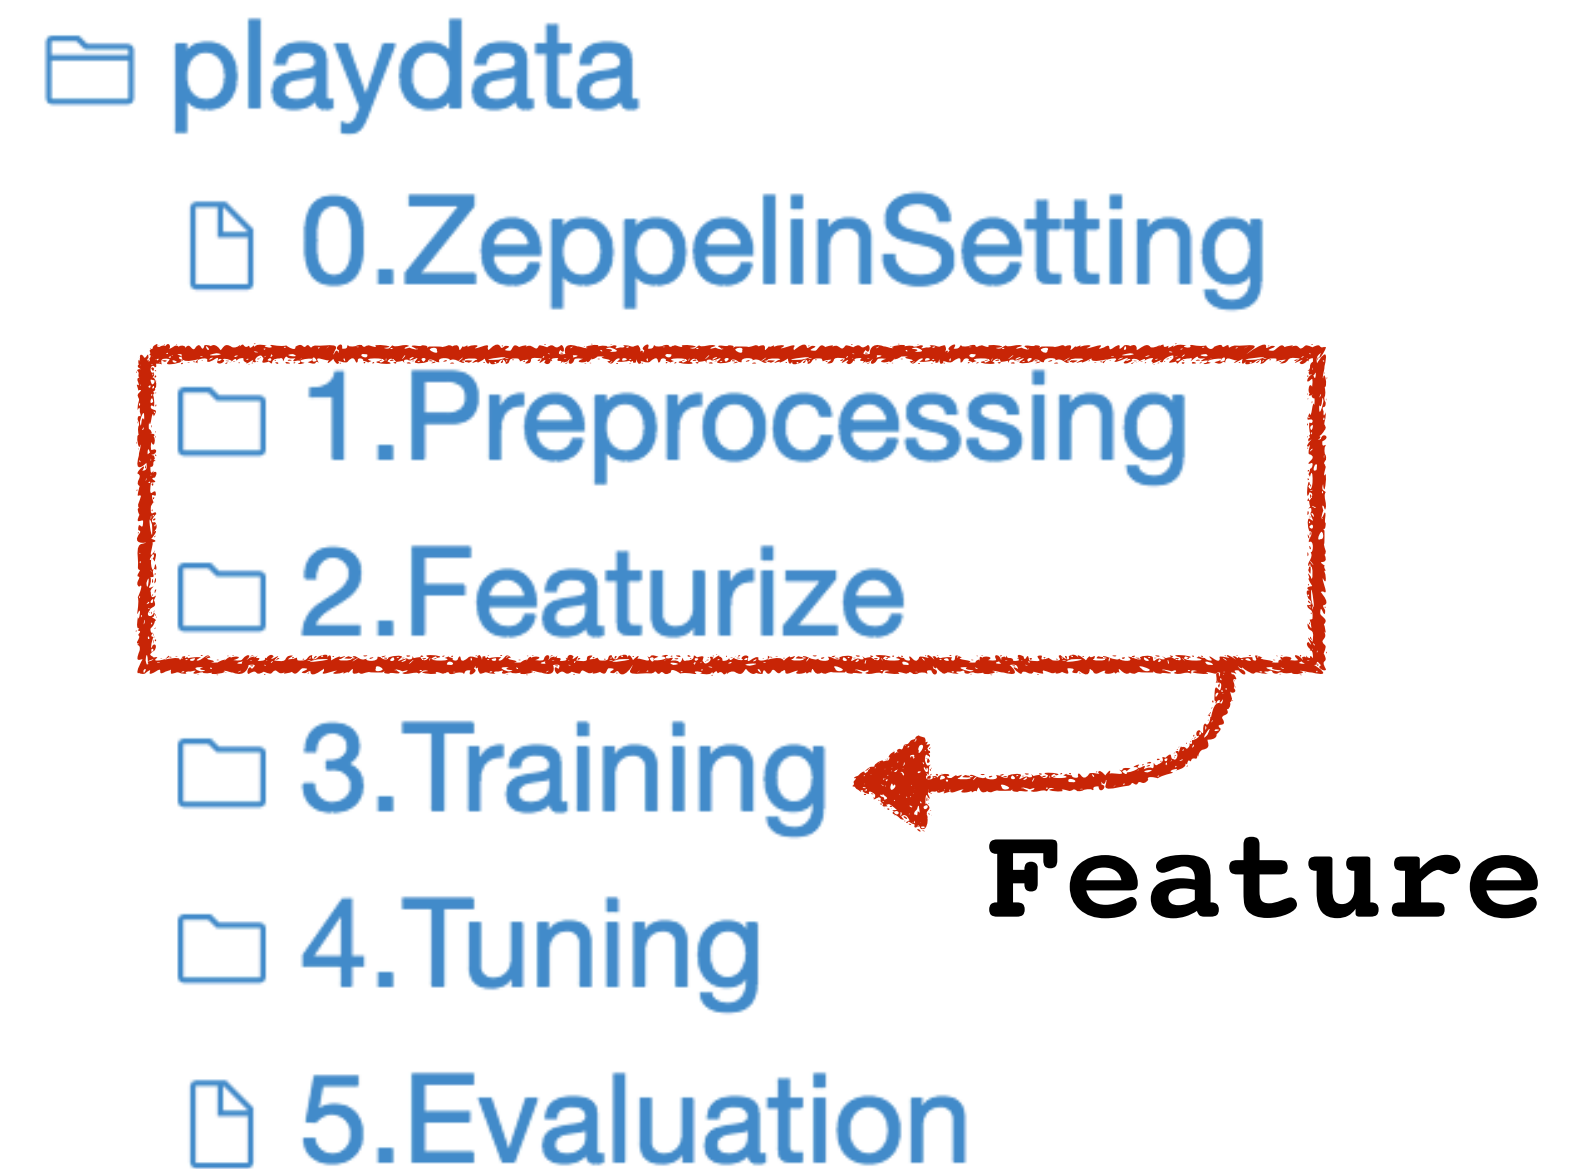 playdata
0.ZeppelinSetting
1.Preprocessing
2.Featurize
3.Training
Feature
4.Tuning
5.Evaluation